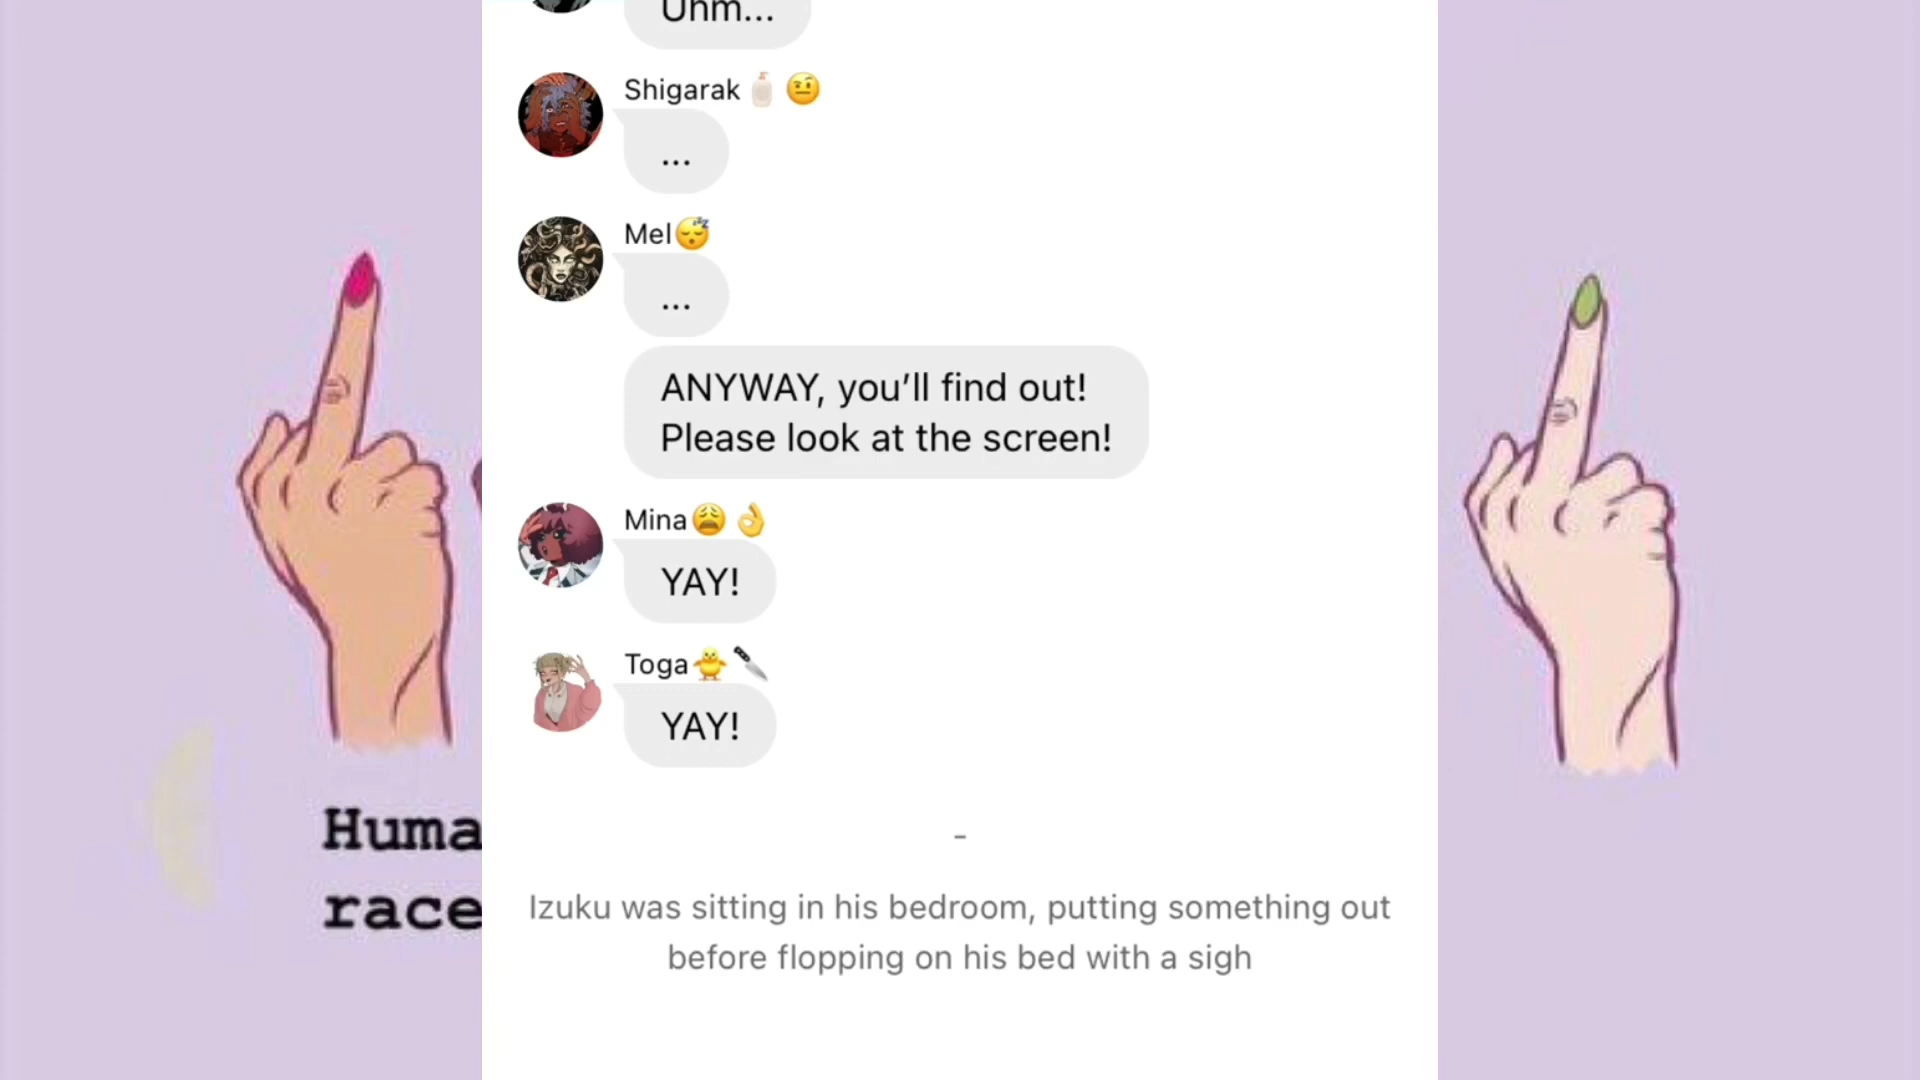 Uhm...
Shigarak🧴🤨
...
Mel😴
...
ANYWAY, you’ll find out!
Please look at the screen!
Mina😩👌
YAY!
Toga🐥🔪
YAY!
-
Izuku was sitting in his bedroom, putting something out
before flopping on his bed with a sigh
Huma
race